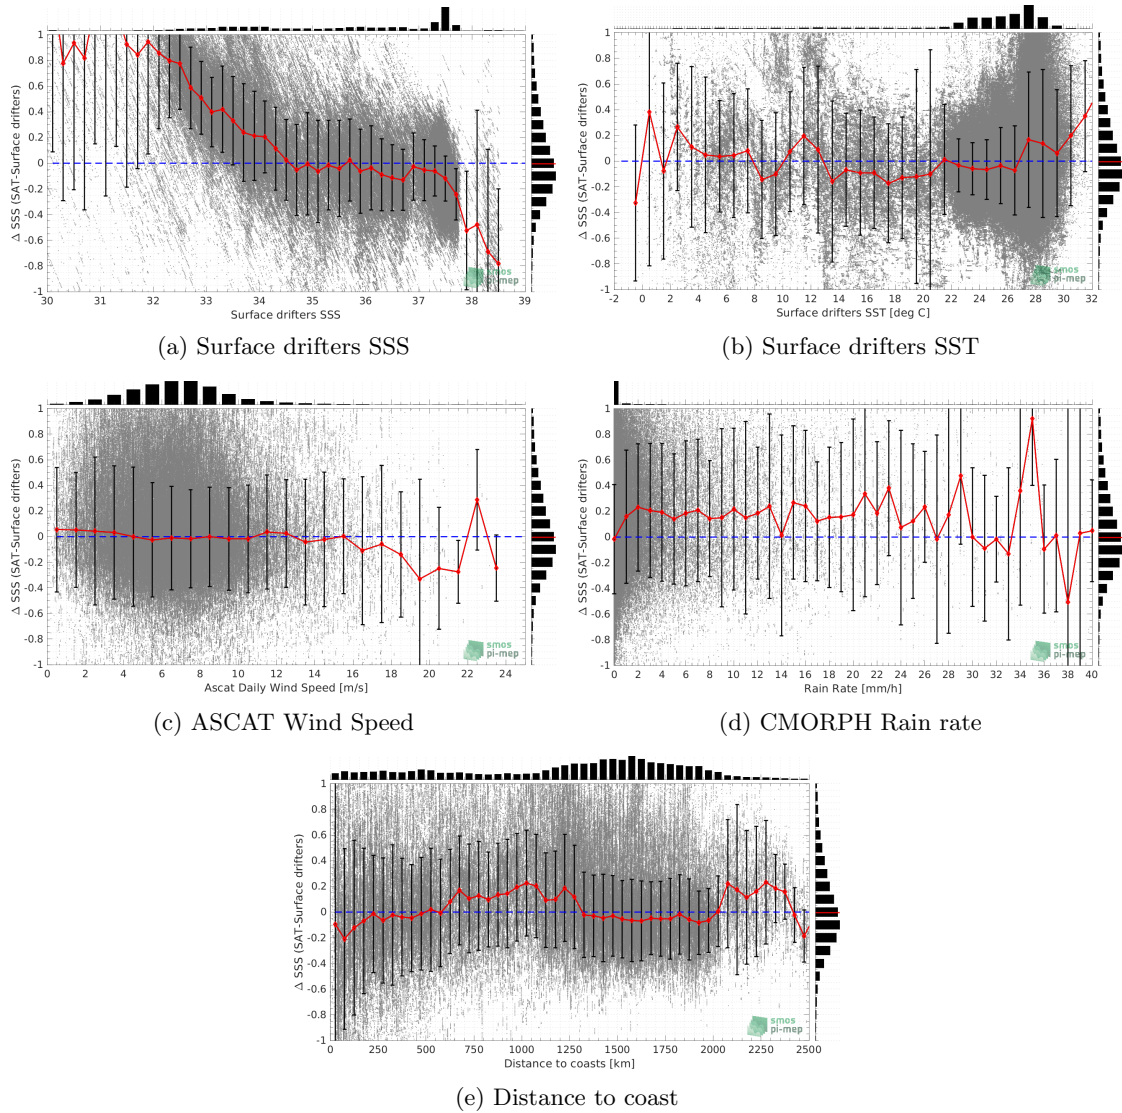 1
0.8
0.6
0.4
0.2
0
-0.2
-0.4
-0.6
-0.8
-1
Δ SSS (SAT-Surface drifters)
30 31 32 33 34 35 36 37 38 39
Surface drifters SSS
smos
pi-mep
(a) Surface drifters SSS
1
0.8
0.6
0.4
0.2
0
-0.2
-0.4
-0.6
-0.8
-1
Δ SSS (SAT-Surface drifters)
-2 0 2 4 6 8 10 12 14 16 18 20 22 24 26 28 30 32
Surface drifters SST [deg C]
smos
pi-mep
(b) Surface drifters SST
1
0.8
0.6
0.4
0.2
0
-0.2
-0.4
-0.6
-0.8
-1
Δ SSS (SAT-Surface drifters)
0 2 4 6 8 10 12 14 16 18 20 22 24
Ascat Daily Wind Speed [m/s]
smos
pi-mep
(c) ASCAT Wind Speed
1
0.8
0.6
0.4
0.2
0
-0.2
-0.4
-0.6
-0.8
-1
Δ SSS (SAT-Surface drifters)
0 2 4 6 8 10 12 14 16 18 20 22 24 26 28 30 32 34 36 38 40
Rain Rate [mm/h]
smos
pi-mep
(d) CMORPH Rain rate
1
0.8
0.6
0.4
0.2
0
-0.2
-0.4
-0.6
-0.8
-1
Δ SSS (SAT-Surface drifters)
0 250 500 750 1000 1250 1500 1750 2000 2250 2500
Distance to coasts [km]
smos
pi-mep
(e) Distance to coast